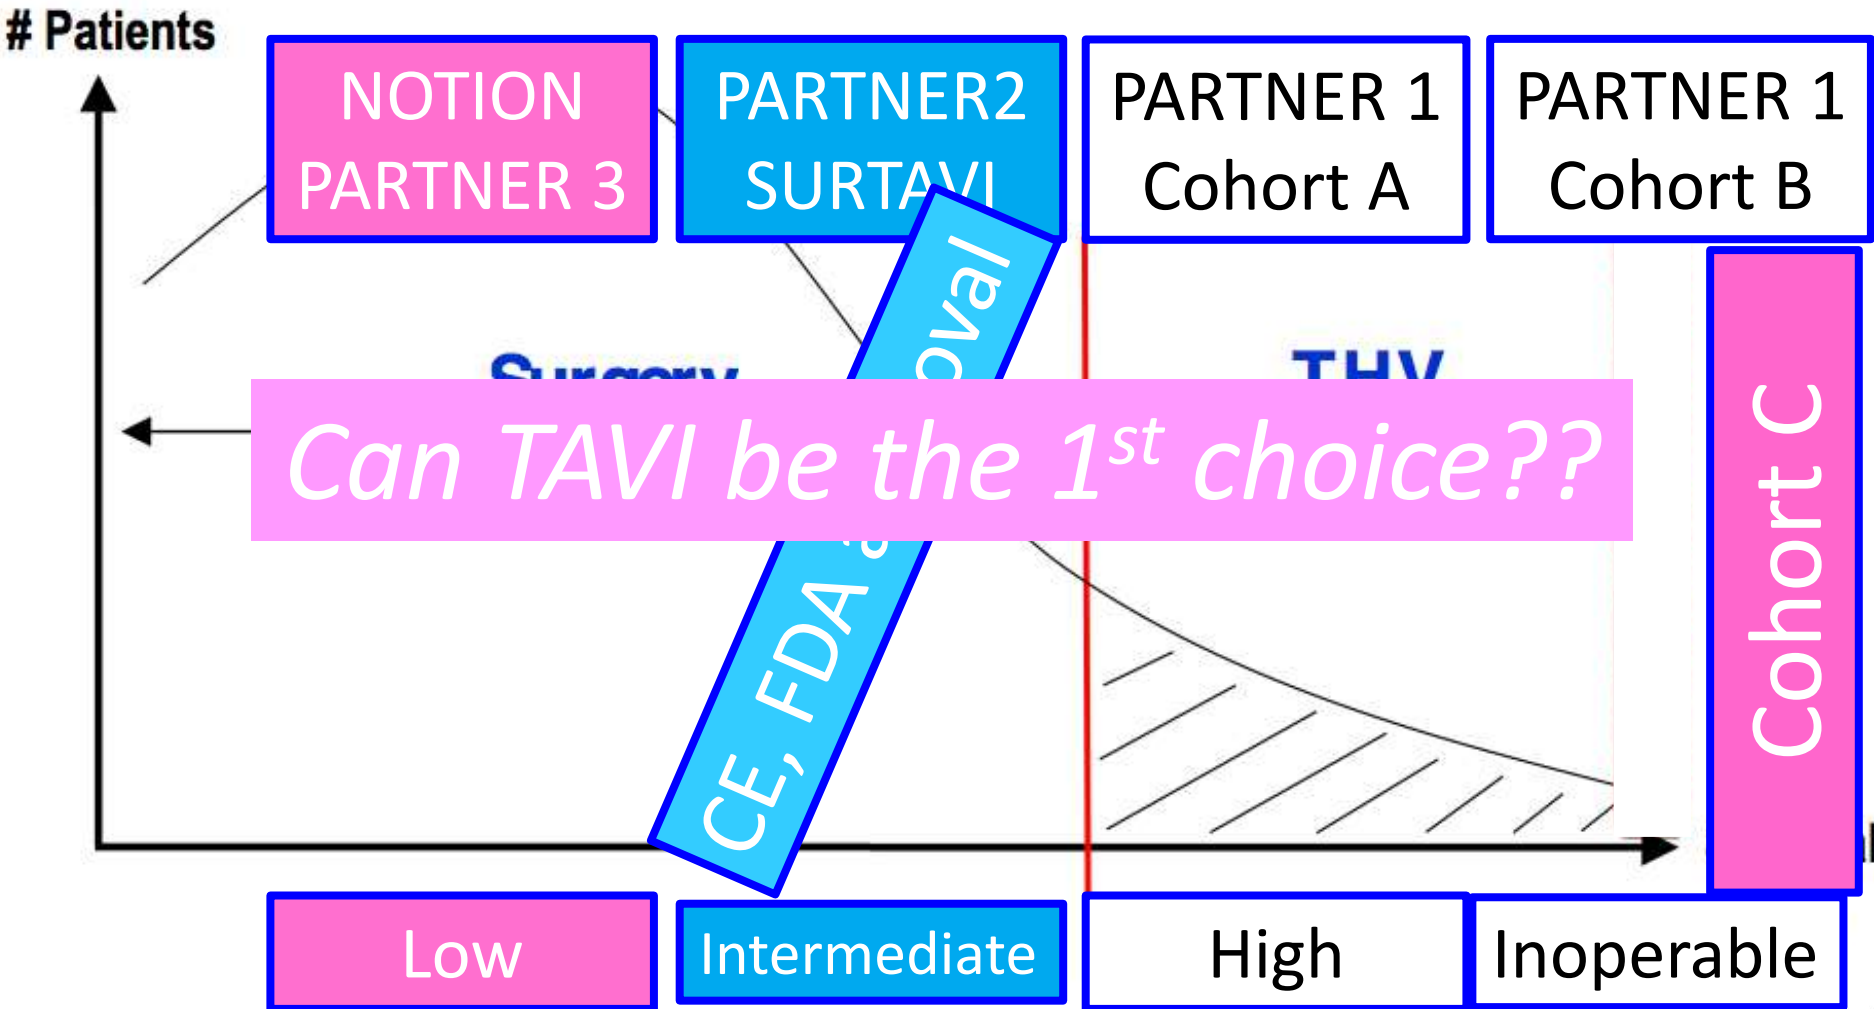 # Patients
NOTION
PARTNER 3
PARTNER2
SURTAVI
PARTNER 1
Cohort A
PARTNER 1
Cohort B
Surgery
THV
Can TAVI be the 1st choice??
CE, FDA
Cohort C
Low
Intermediate
High
Inoperable